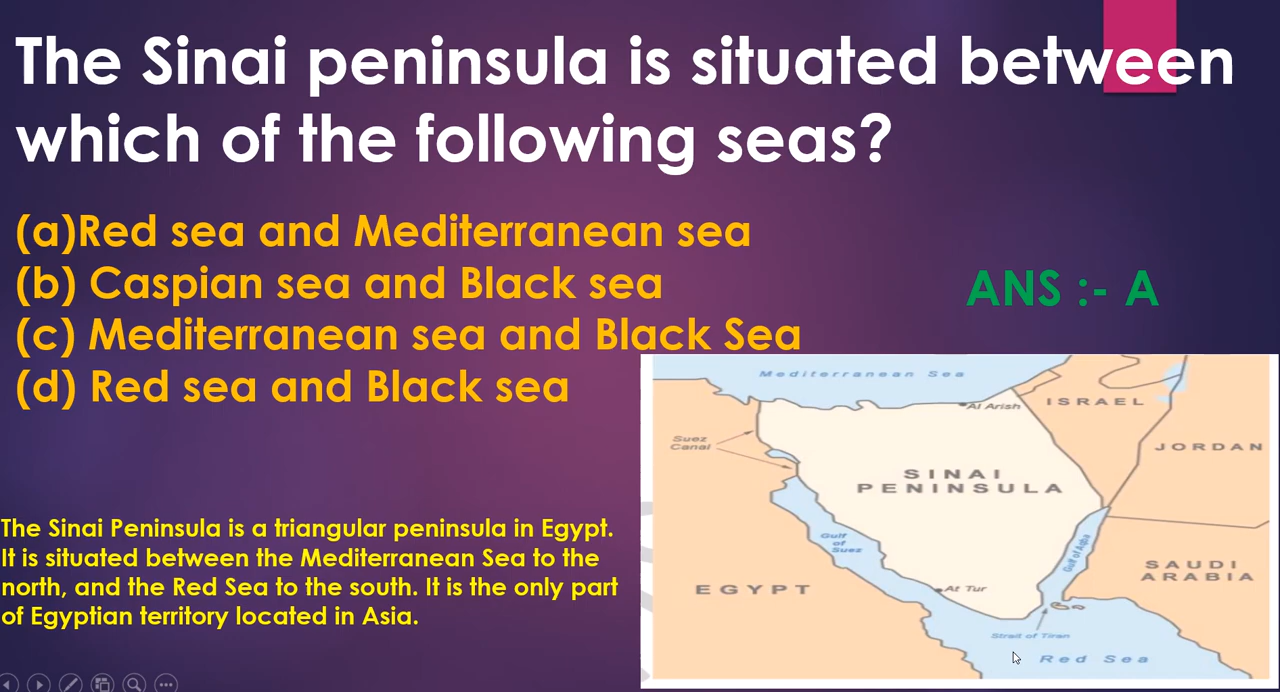 The Sinai peninsula is situated between
which of the following seas?
(a)Red sea and Mediterranean sea
(b) Caspian sea and Black sea
(c) Mediterranean sea and Black Sea
(d) Red sea and Black sea
ANS :- A
The Sinai Peninsula is a triangular peninsula in Egypt.
It is situated between the Mediterranean Sea to the
north, and the Red Sea to the south. It is the only part
of Egyptian territory located in Asia.
Mediterranean Sea
Al Arish
ISRAEL
Suez
Canal
JORDAN
SINAI
PENINSULA
Gulf
of
Suez
Gulf of Aqba
SAUDI
ARABIA
EGYPT
At Tur
Strait of Tiran
Red Sea